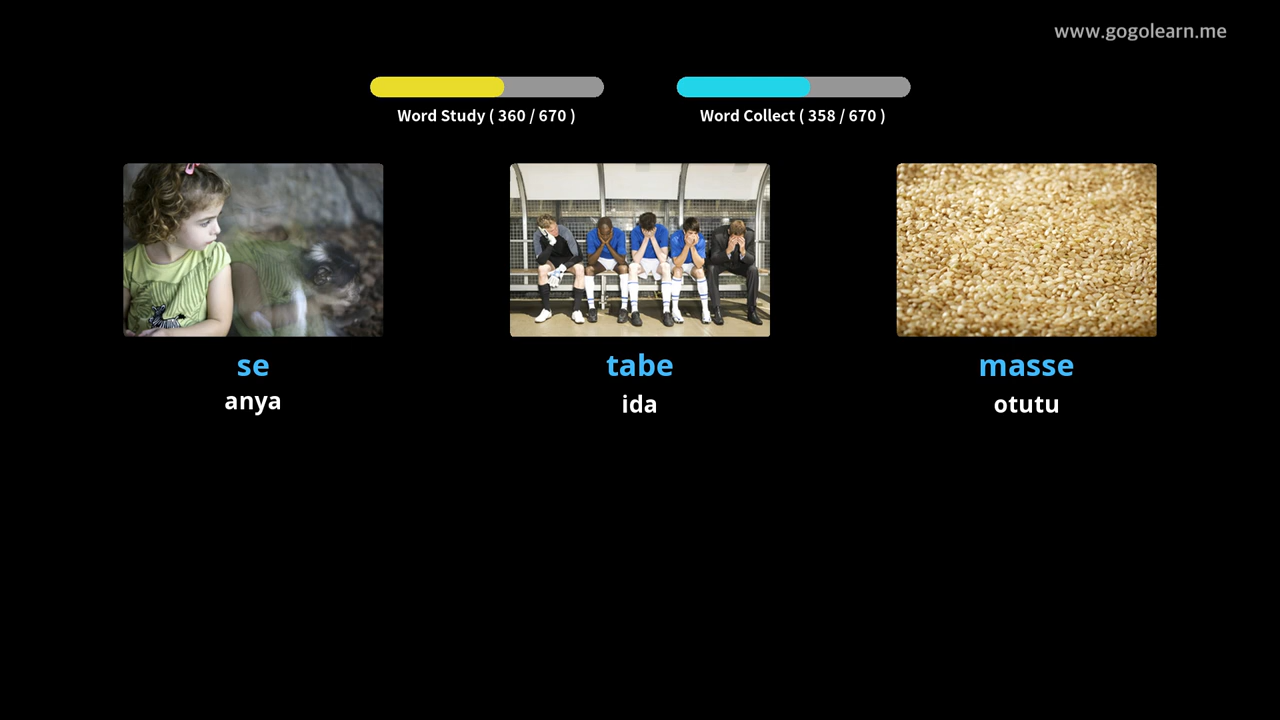 www.gogolearn.me
Word Study ( 360 / 670 )
Word Collect ( 358 / 670 )
se
anya
tabe
ida
masse
otutu